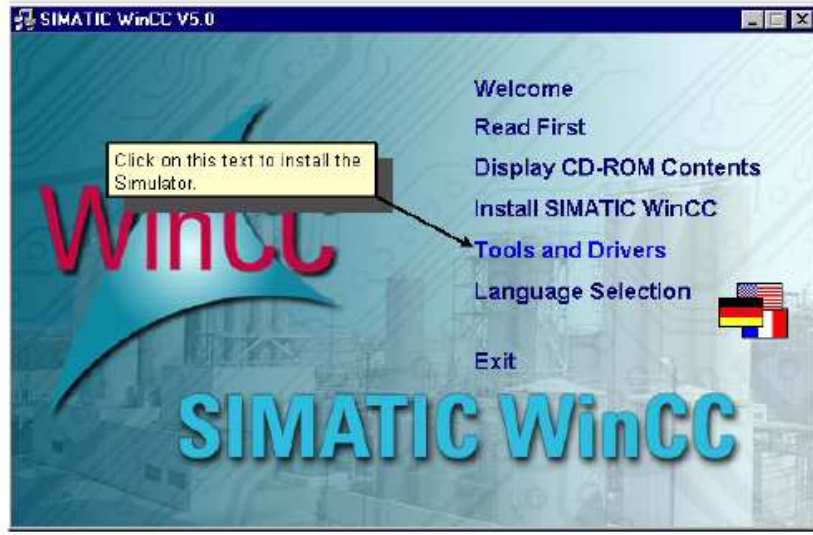 SIMATIC WinCC V5.0
Welcome
Read First
Click on this text to install the
Simulator.
Display CD-ROM Contents
Install SIMATIC WinCC
WinCC
Tools and Drivers
Language Selection
Exit
SIMATIC WinCC